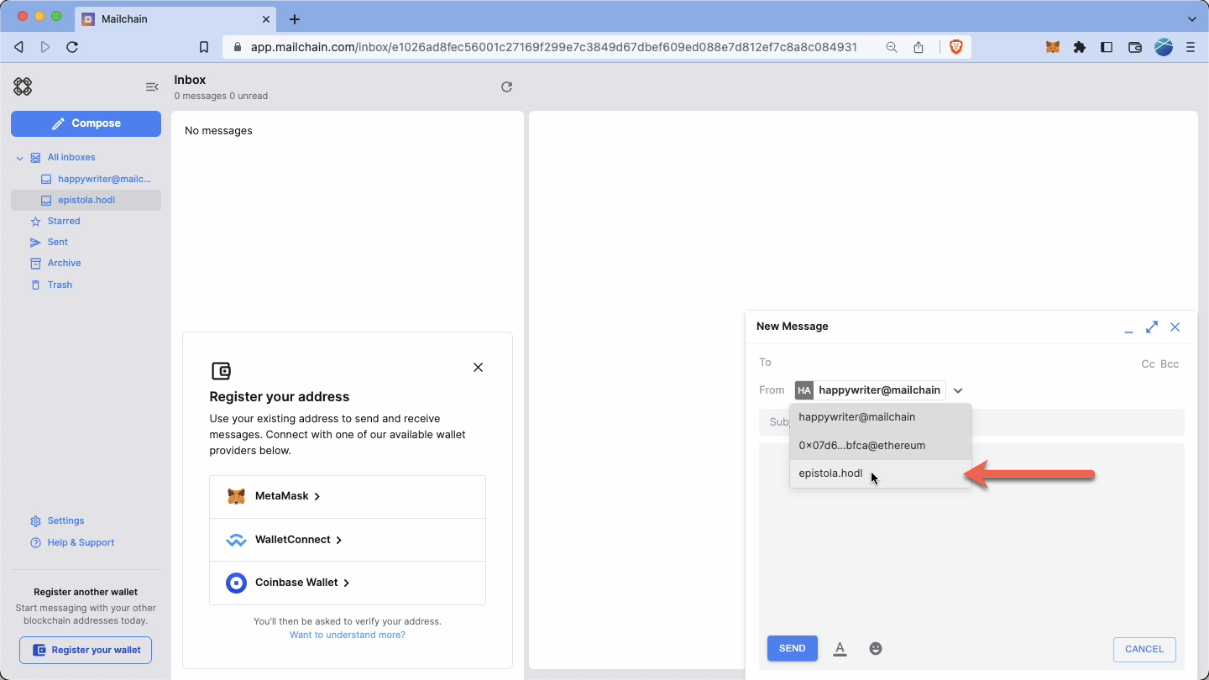 Mailchain
app.mailchain.com/inbox/e1026ad8fec56001c27169f299e7c3849d67dbef609ed088e7d812ef7c8a8c084931
Inbox
0 messages 0 unread
Compose
No messages
All Inboxes
happywriter@mailc...
epistola.hodl
Starred
Sent
Archive
Trash
Settings
Help & Support
Register another wallet
Start messaging with your other
blockchain addresses today.
Register your wallet
Register your address
Use your existing address to send and receive
messages. Connect with one of our available wallet
providers below.
MetaMask
WalletConnect
Coinbase Wallet
You'll then be asked to verify your address.
Want to understand more?
New Message
To
Cc Bcc
From HA happywriter@mailchain
Subj
happywriter@mailchain
0×07d6...bfca@ethereum
epistola.hodl
SEND
A
CANCEL